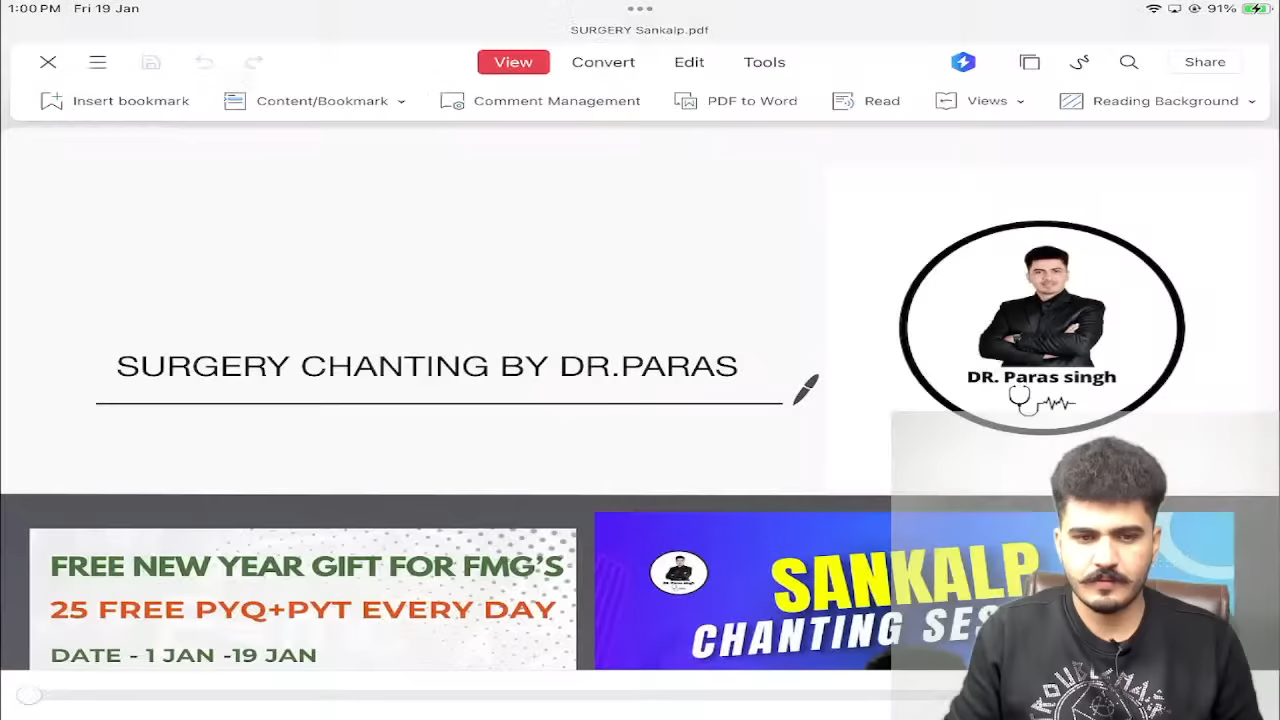 1:00 PM Fri 19 Jan
91%
SURGERY Sankalp.pdf
View Convert Edit Tools
Share
Insert bookmark Content/Bookmark Comment Management PDF to Word Read Views Reading Background
SURGERY CHANTING BY DR.PARAS
DR. Paras singh
FREE NEW YEAR GIFT FOR FMG'S
25 FREE PYQ+PYT EVERY DAY
DATE - 1 JAN -19 JAN
SANKALP
CHANTING